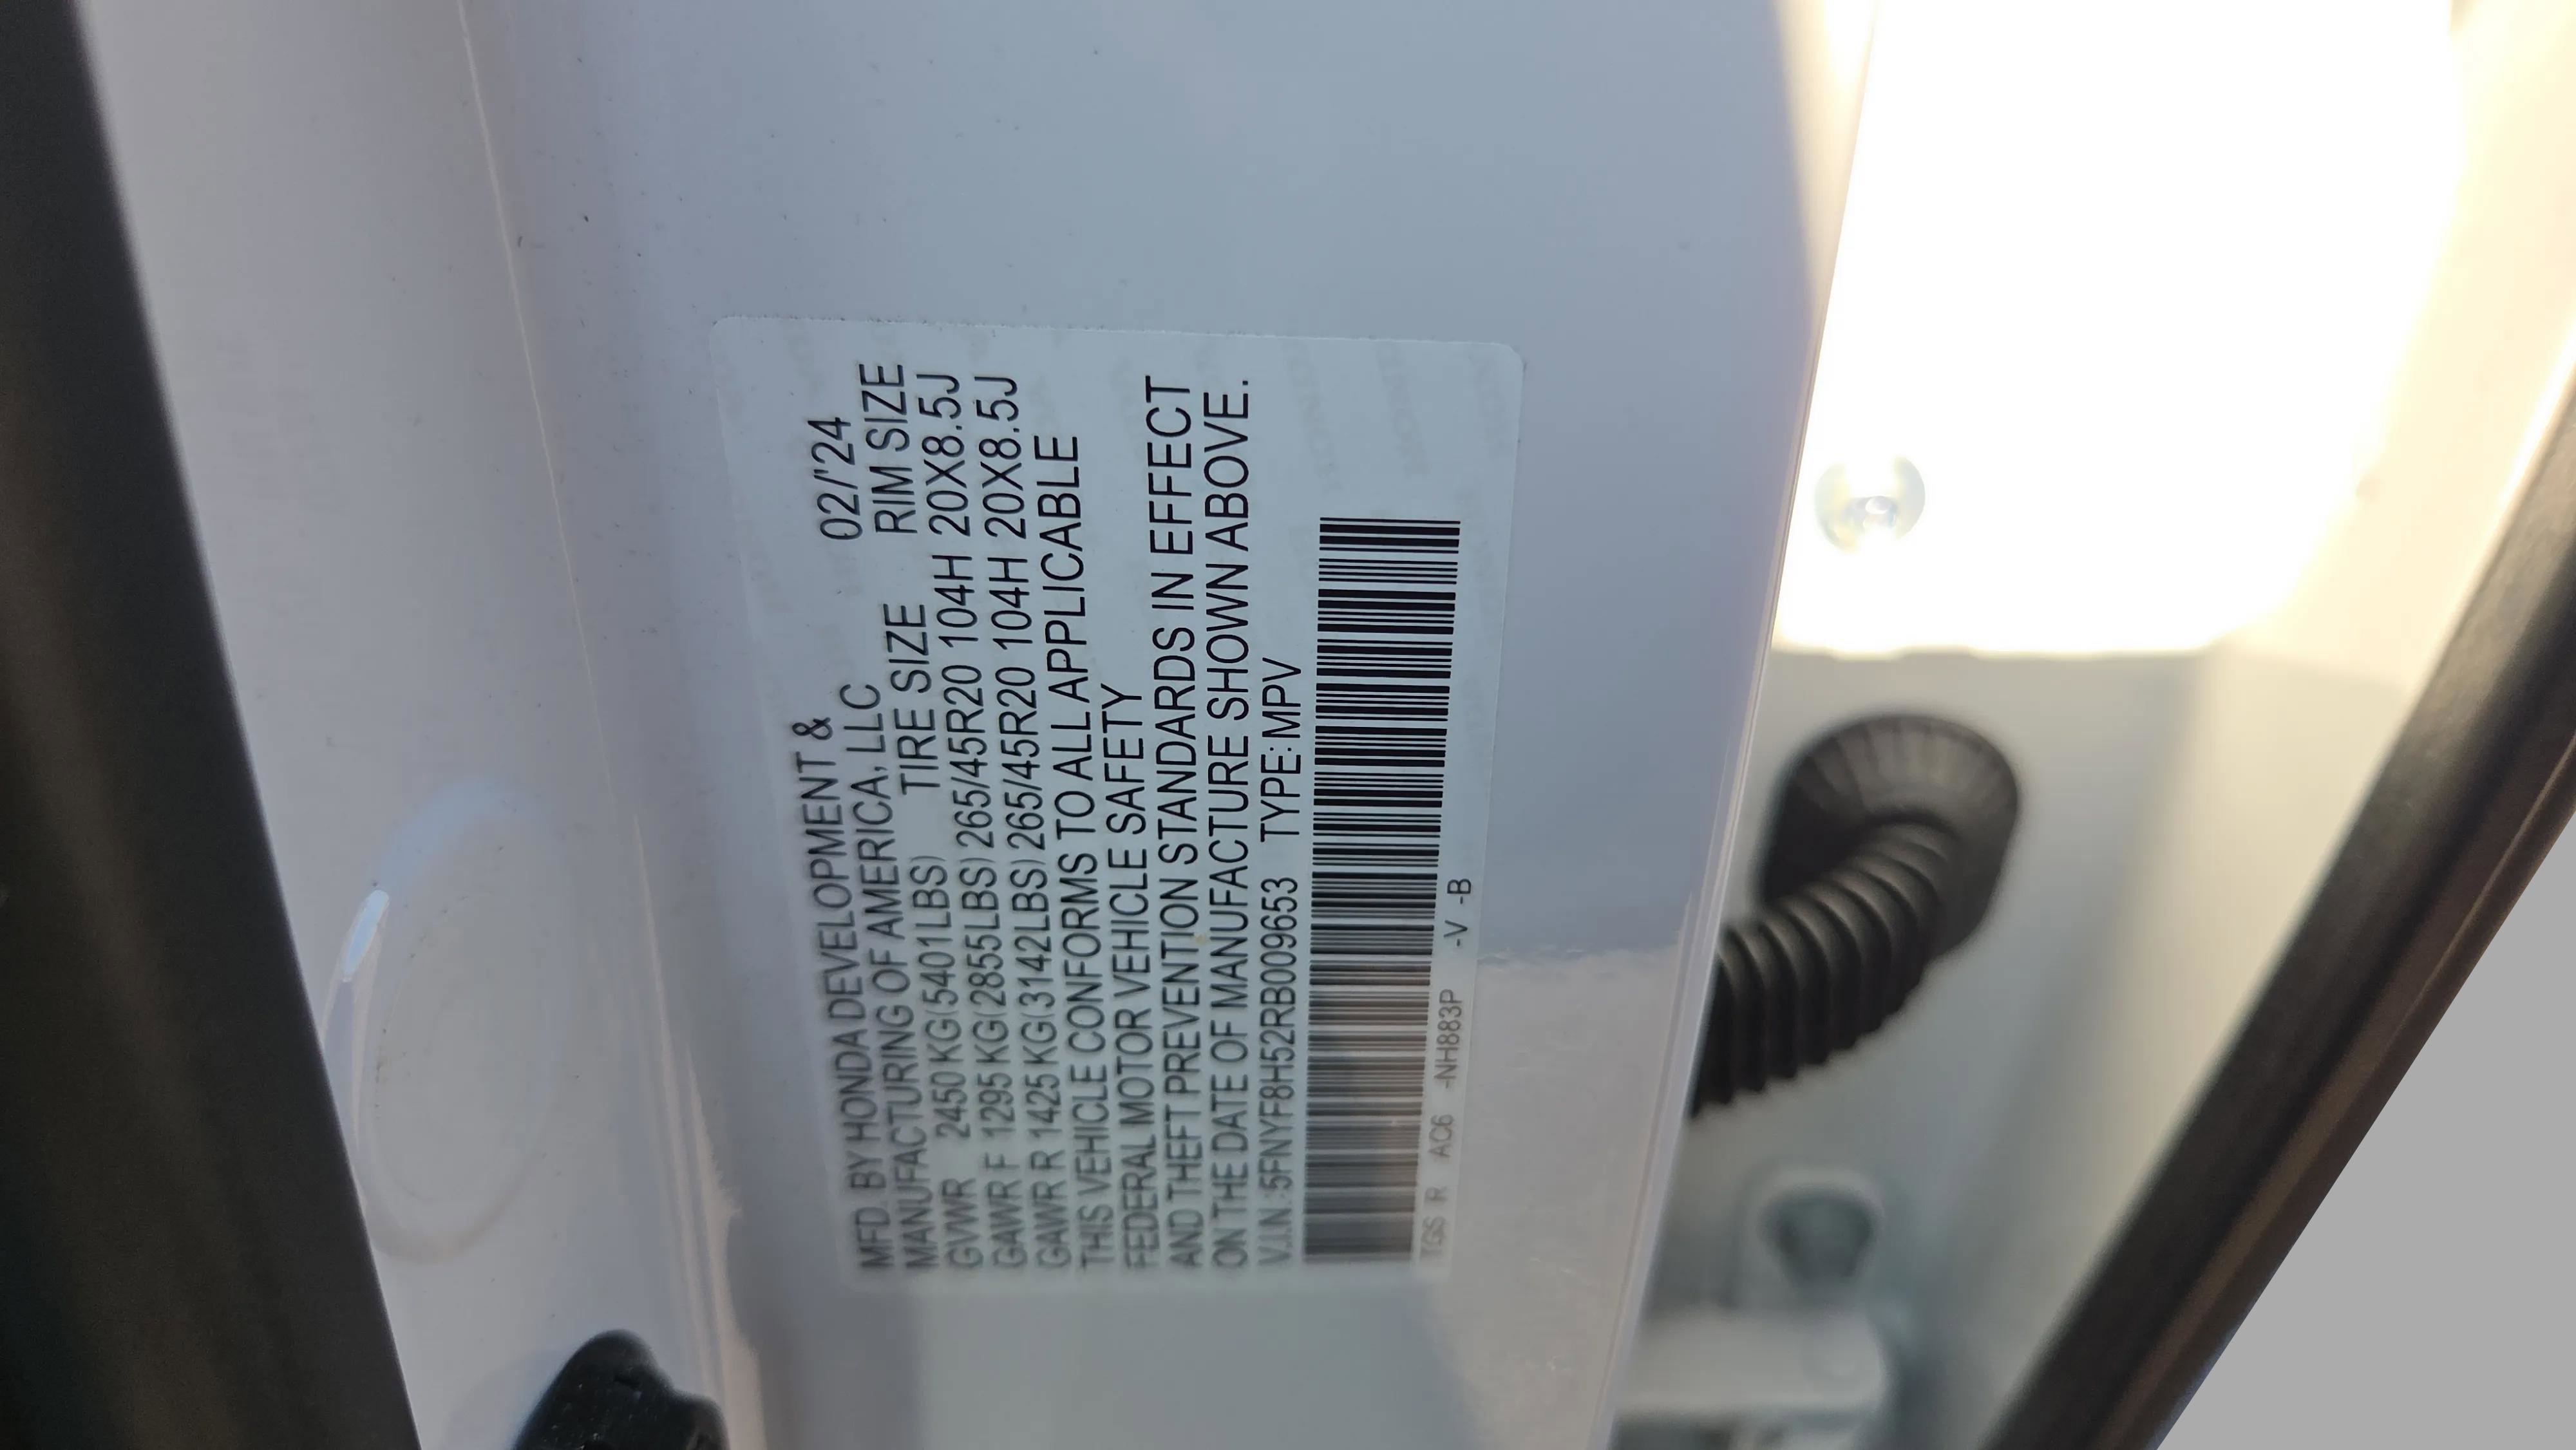 MFD. BY HONDA DEVELOPMENT & 02/'24
MANUFACTURING OF AMERICA, LLC
TIRE SIZE RIM SIZE
GVWR 2450 KG(5401LBS)
GAWR F 1295 KG(2855LBS) 265/45R20 104H 20X8.5J
GAWR R 1425 KG(3142LBS) 265/45R20 104H 20X8.5J
THIS VEHICLE CONFORMS TO ALL APPLICABLE
FEDERAL MOTOR VEHICLE SAFETY
AND THEFT PREVENTION STANDARDS IN EFFECT
ON THE DATE OF MANUFACTURE SHOWN ABOVE.
V.I.N.:5FNYF8H52RB009653 TYPE:MPV
TGS R AC6 -NH883P -V -B